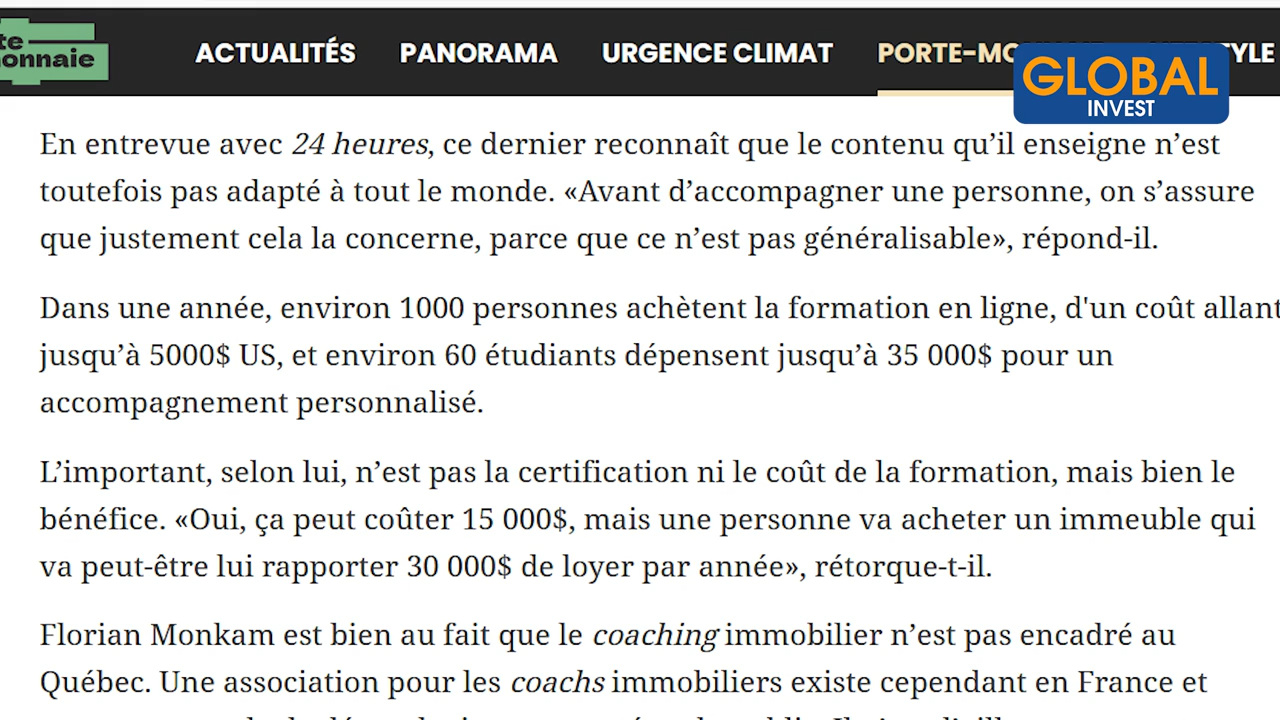 te
onnaie
ACTUALITÉS PANORAMA URGENCE CLIMAT
GLOBAL
INVEST
En entrevue avec 24 heures, ce dernier reconnaît que le contenu qu’il enseigne n’est
toutefois pas adapté à tout le monde. «Avant d’accompagner une personne, on s’assure
que justement cela la concerne, parce que ce n’est pas généralisable», répond-il.
Dans une année, environ 1000 personnes achètent la formation en ligne, d'un coût allant
jusqu’à 5000$ US, et environ 60 étudiants dépensent jusqu’à 35 000$ pour un
accompagnement personnalisé.
L’important, selon lui, n’est pas la certification ni le coût de la formation, mais bien le
bénéfice. «Oui, ça peut coûter 15 000$, mais une personne va acheter un immeuble qui
va peut-être lui rapporter 30 000$ de loyer par année», rétorque-t-il.
Florian Monkam est bien au fait que le coaching immobilier n’est pas encadré au
Québec. Une association pour les coachs immobiliers existe cependant en France et